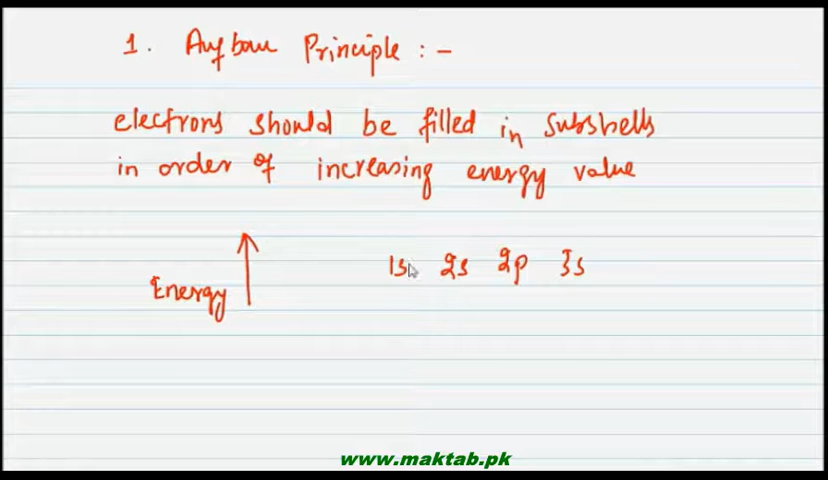 1. Aufbau Principle : -
electrons should be filled in subshells
in order of increasing energy value
1s 2s 2p 3s
Energy
www.maktab.pk